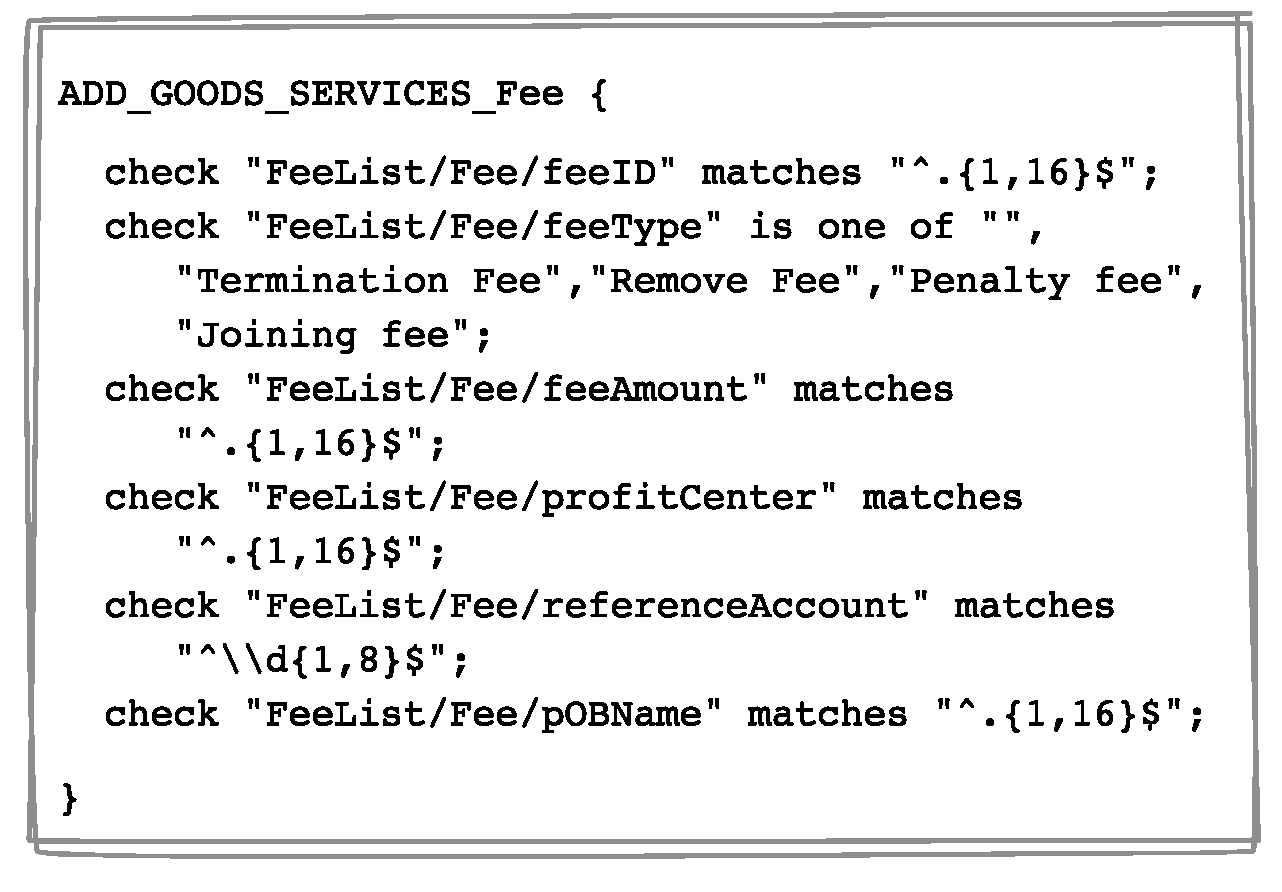 ADD_GOODS_SERVICES_Fee {
check "FeeList/Fee/feeID" matches "^.{1,16}$";
check "FeeList/Fee/feeType" is one of "",
"Termination Fee","Remove Fee","Penalty fee",
"Joining fee";
check "FeeList/Fee/feeAmount" matches
"^.{1,16}$";
check "FeeList/Fee/profitCenter" matches
"^.{1,16}$";
check "FeeList/Fee/referenceAccount" matches
"^\\d{1,8}$";
check "FeeList/Fee/pOBName" matches "^.{1,16}$";
}